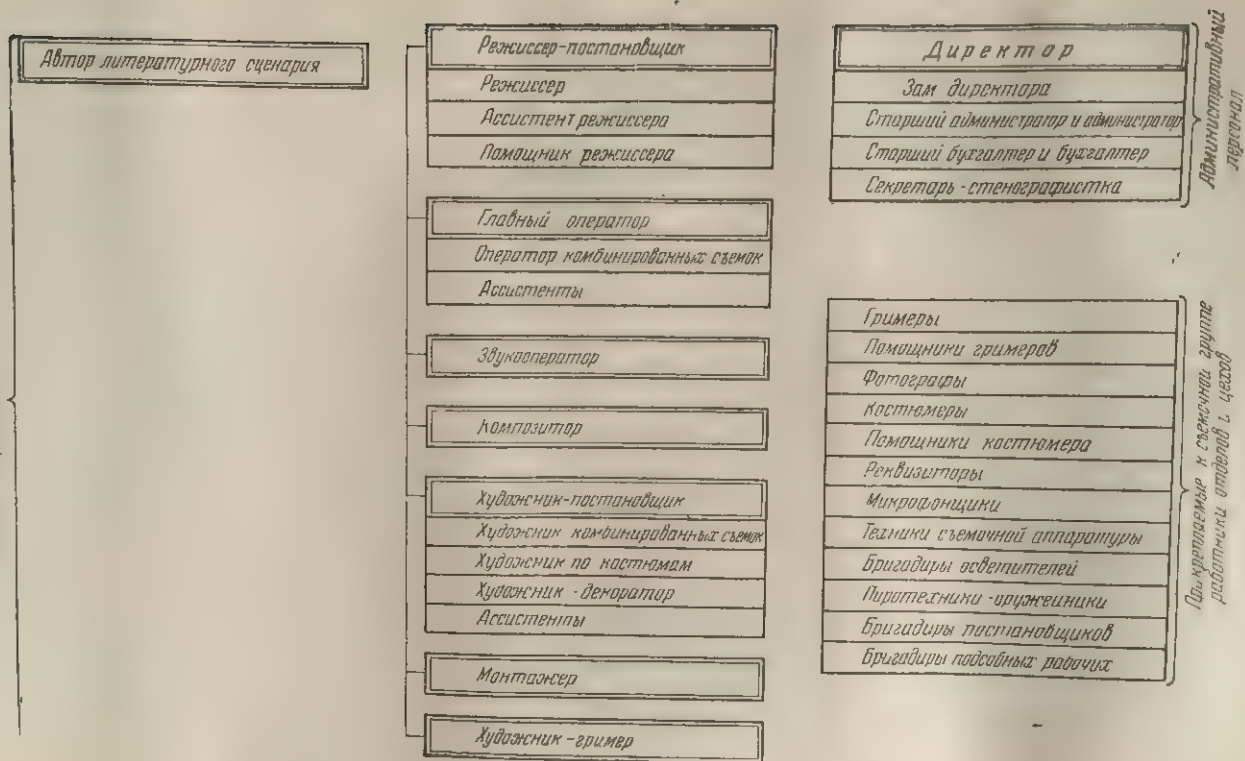 Автор литературного сценария
Режиссер-постановщик
Режиссер
Ассистент режиссера
Помощник режиссера
Главный оператор
Оператор комбинированных съемок
Ассистенты
Звукооператор
Композитор
Художник-постановщик
Художник комбинированных съемок
Художник по костюмам
Художник-декоратор
Ассистенты
Монтажер
Художник-гример
Директор
Зам директора
Старший администратор и администратор
Старший бухгалтер и бухгалтер
Секретарь-стенографистка
Административный
персонал
Гримеры
Помощники гримеров
Фотографы
Костюмеры
Помощники костюмера
Реквизиторы
Микрофонщики
Техники съемочной аппаратуры
Бригадиры осветителей
Пиротехники-оружейники
Бригадиры постановщиков
Бригадиры подсобных рабочих
Прикрепляемые к съемочной группе
работники отделов и цехов